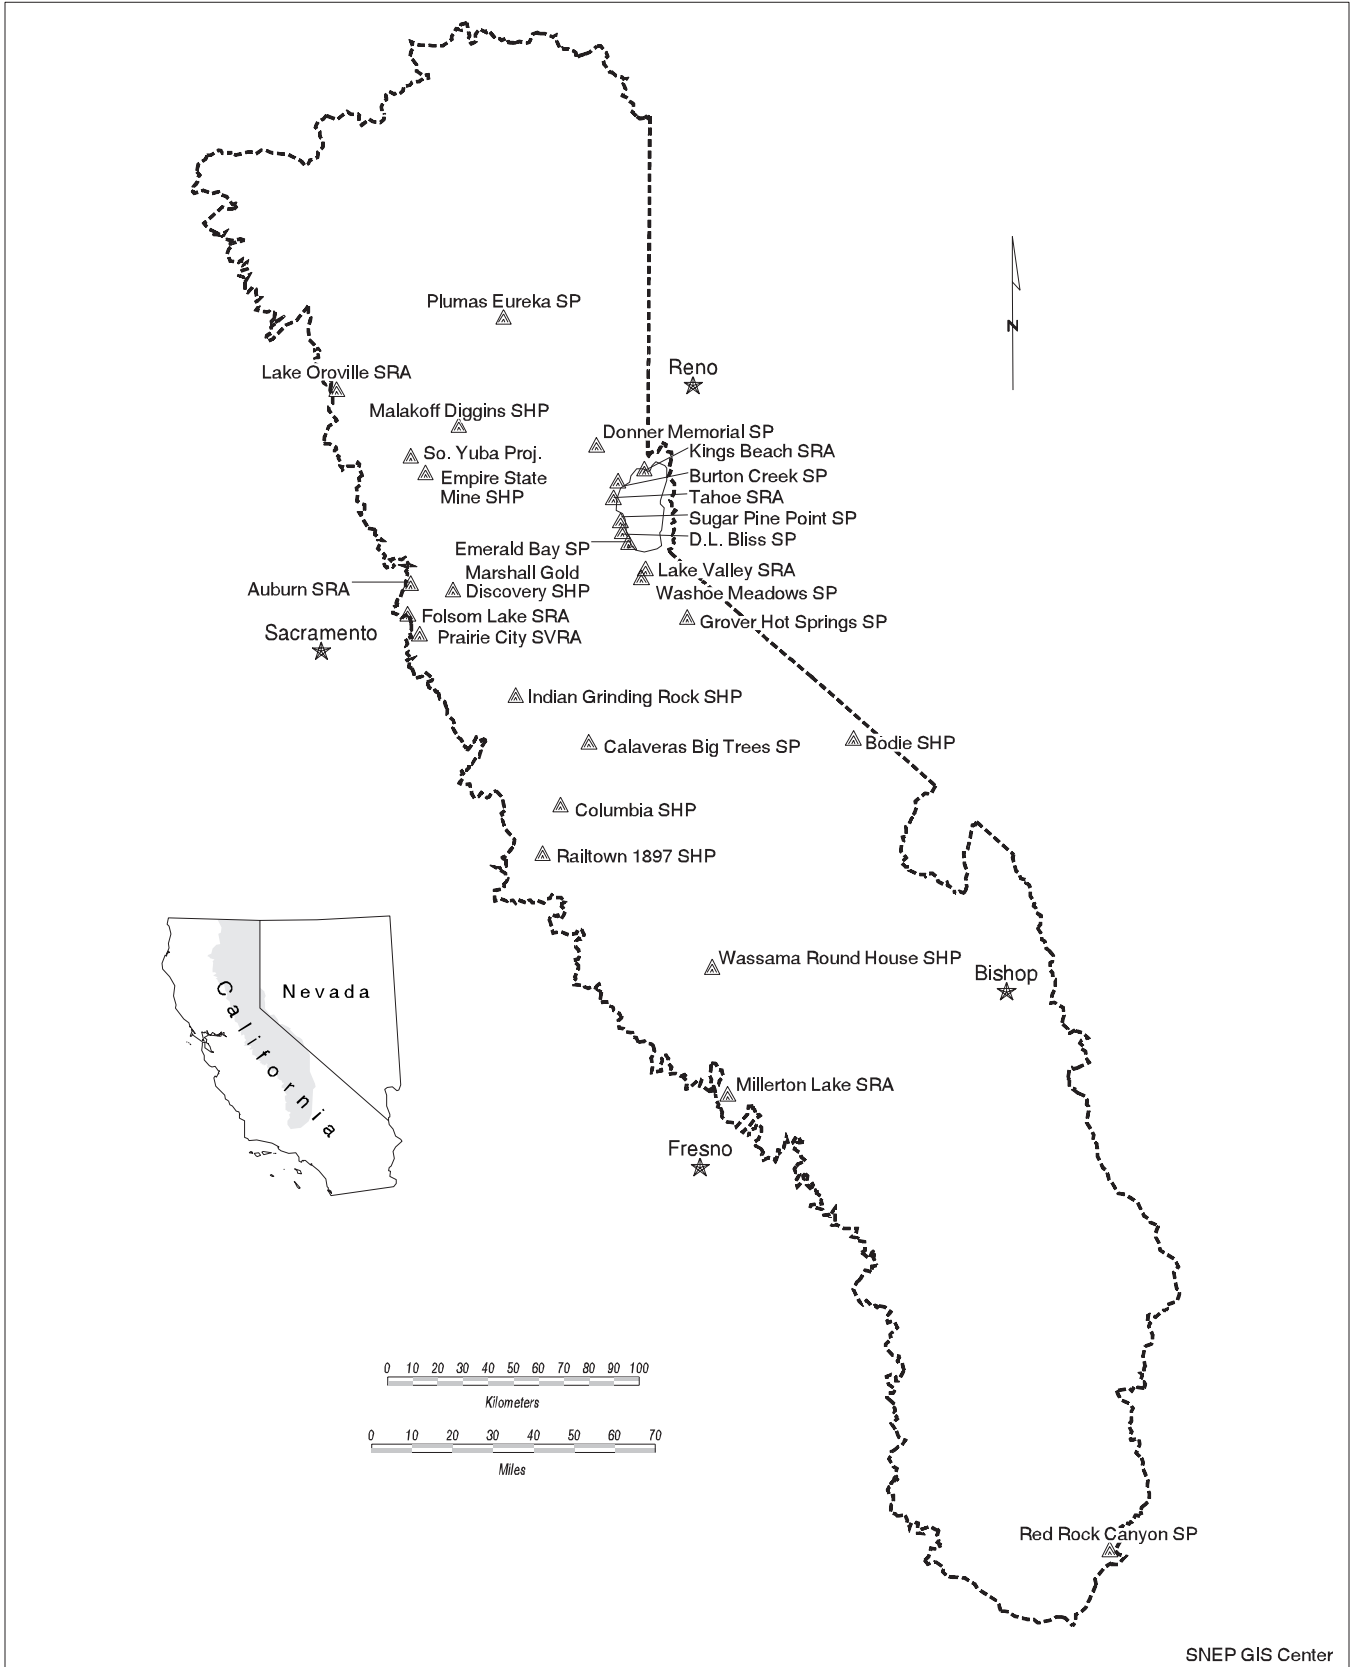 Plumas Eureka SP
Reno
Lake Oroville SRA
Malakoff Diggins SHP
Donner Memorial SP
So. Yuba Proj.
Kings Beach SRA
Empire State
Mine SHP
Burton Creek SP
Tahoe SRA
Sugar Pine Point SP
D.L. Bliss SP
Emerald Bay SP
Marshall Gold
Discovery SHP
Lake Valley SRA
Auburn SRA
Washoe Meadows SP
Folsom Lake SRA
Grover Hot Springs SP
Sacramento
Prairie City SVRA
Indian Grinding Rock SHP
Calaveras Big Trees SP
Bodie SHP
Columbia SHP
Railtown 1897 SHP
Wassama Round House SHP
Bishop
Nevada
California
Millerton Lake SRA
Fresno
N
0 10 20 30 40 50 60 70 80 90 100
Kilometers
0 10 20 30 40 50 60 70
Miles
Red Rock Canyon SP
SNEP GIS Center